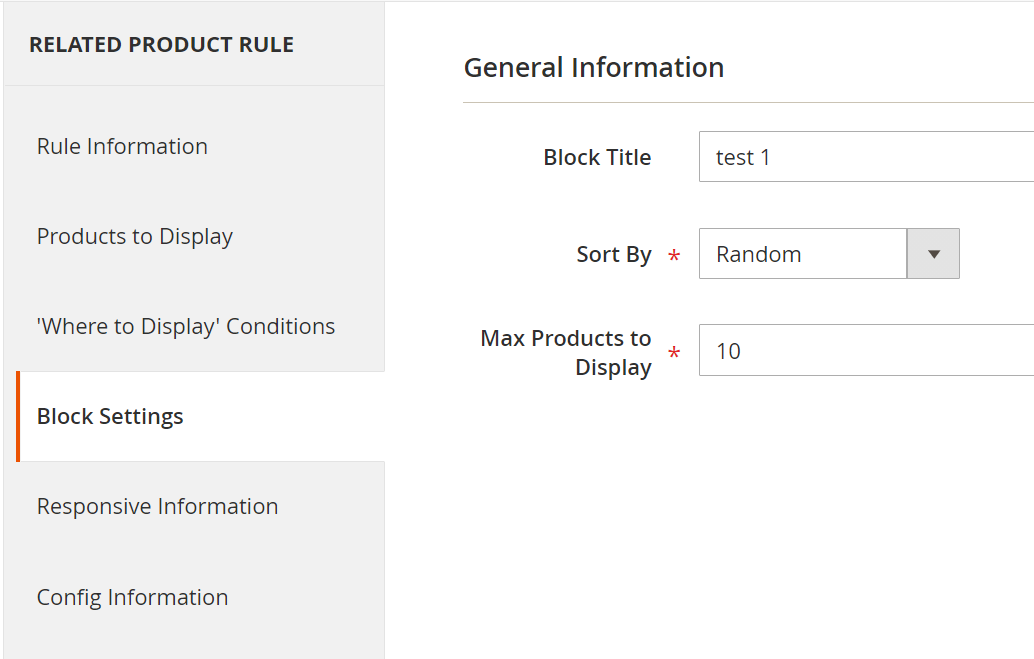 RELATED PRODUCT RULE
Rule Information
Products to Display
'Where to Display' Conditions
Block Settings
Responsive Information
Config Information
General Information
Block Title
test 1
Sort By *
Random
Max Products to
Display *
10